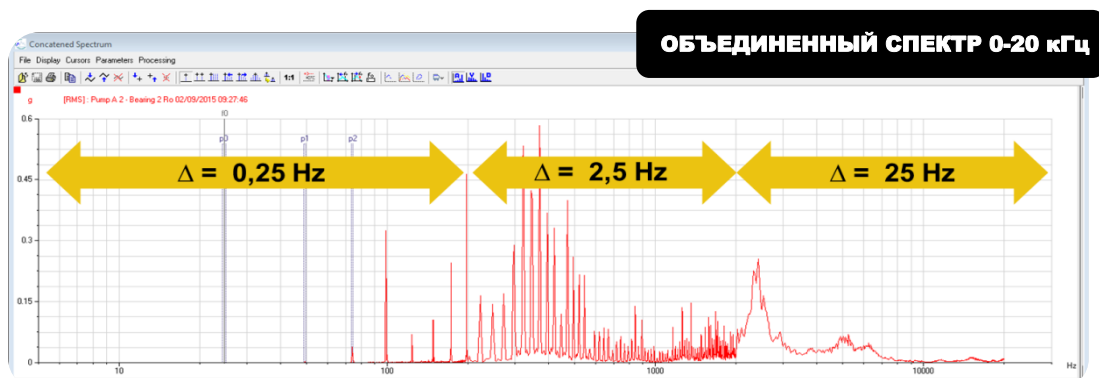 ОБЪЕДИНЕННЫЙ СПЕКТР 0-20 кГц
Concatened Spectrum
File Display Cursors Parameters Processing
1:1
g [RMS] : Pump A 2 - Bearing 2 Ro 02/09/2015 09:27:46
f0
0.6
p0 p1 p2
Δ = 0,25 Hz Δ = 2,5 Hz Δ = 25 Hz
0.45
0.3
0.15
0
10 100 1000 10000 Hz